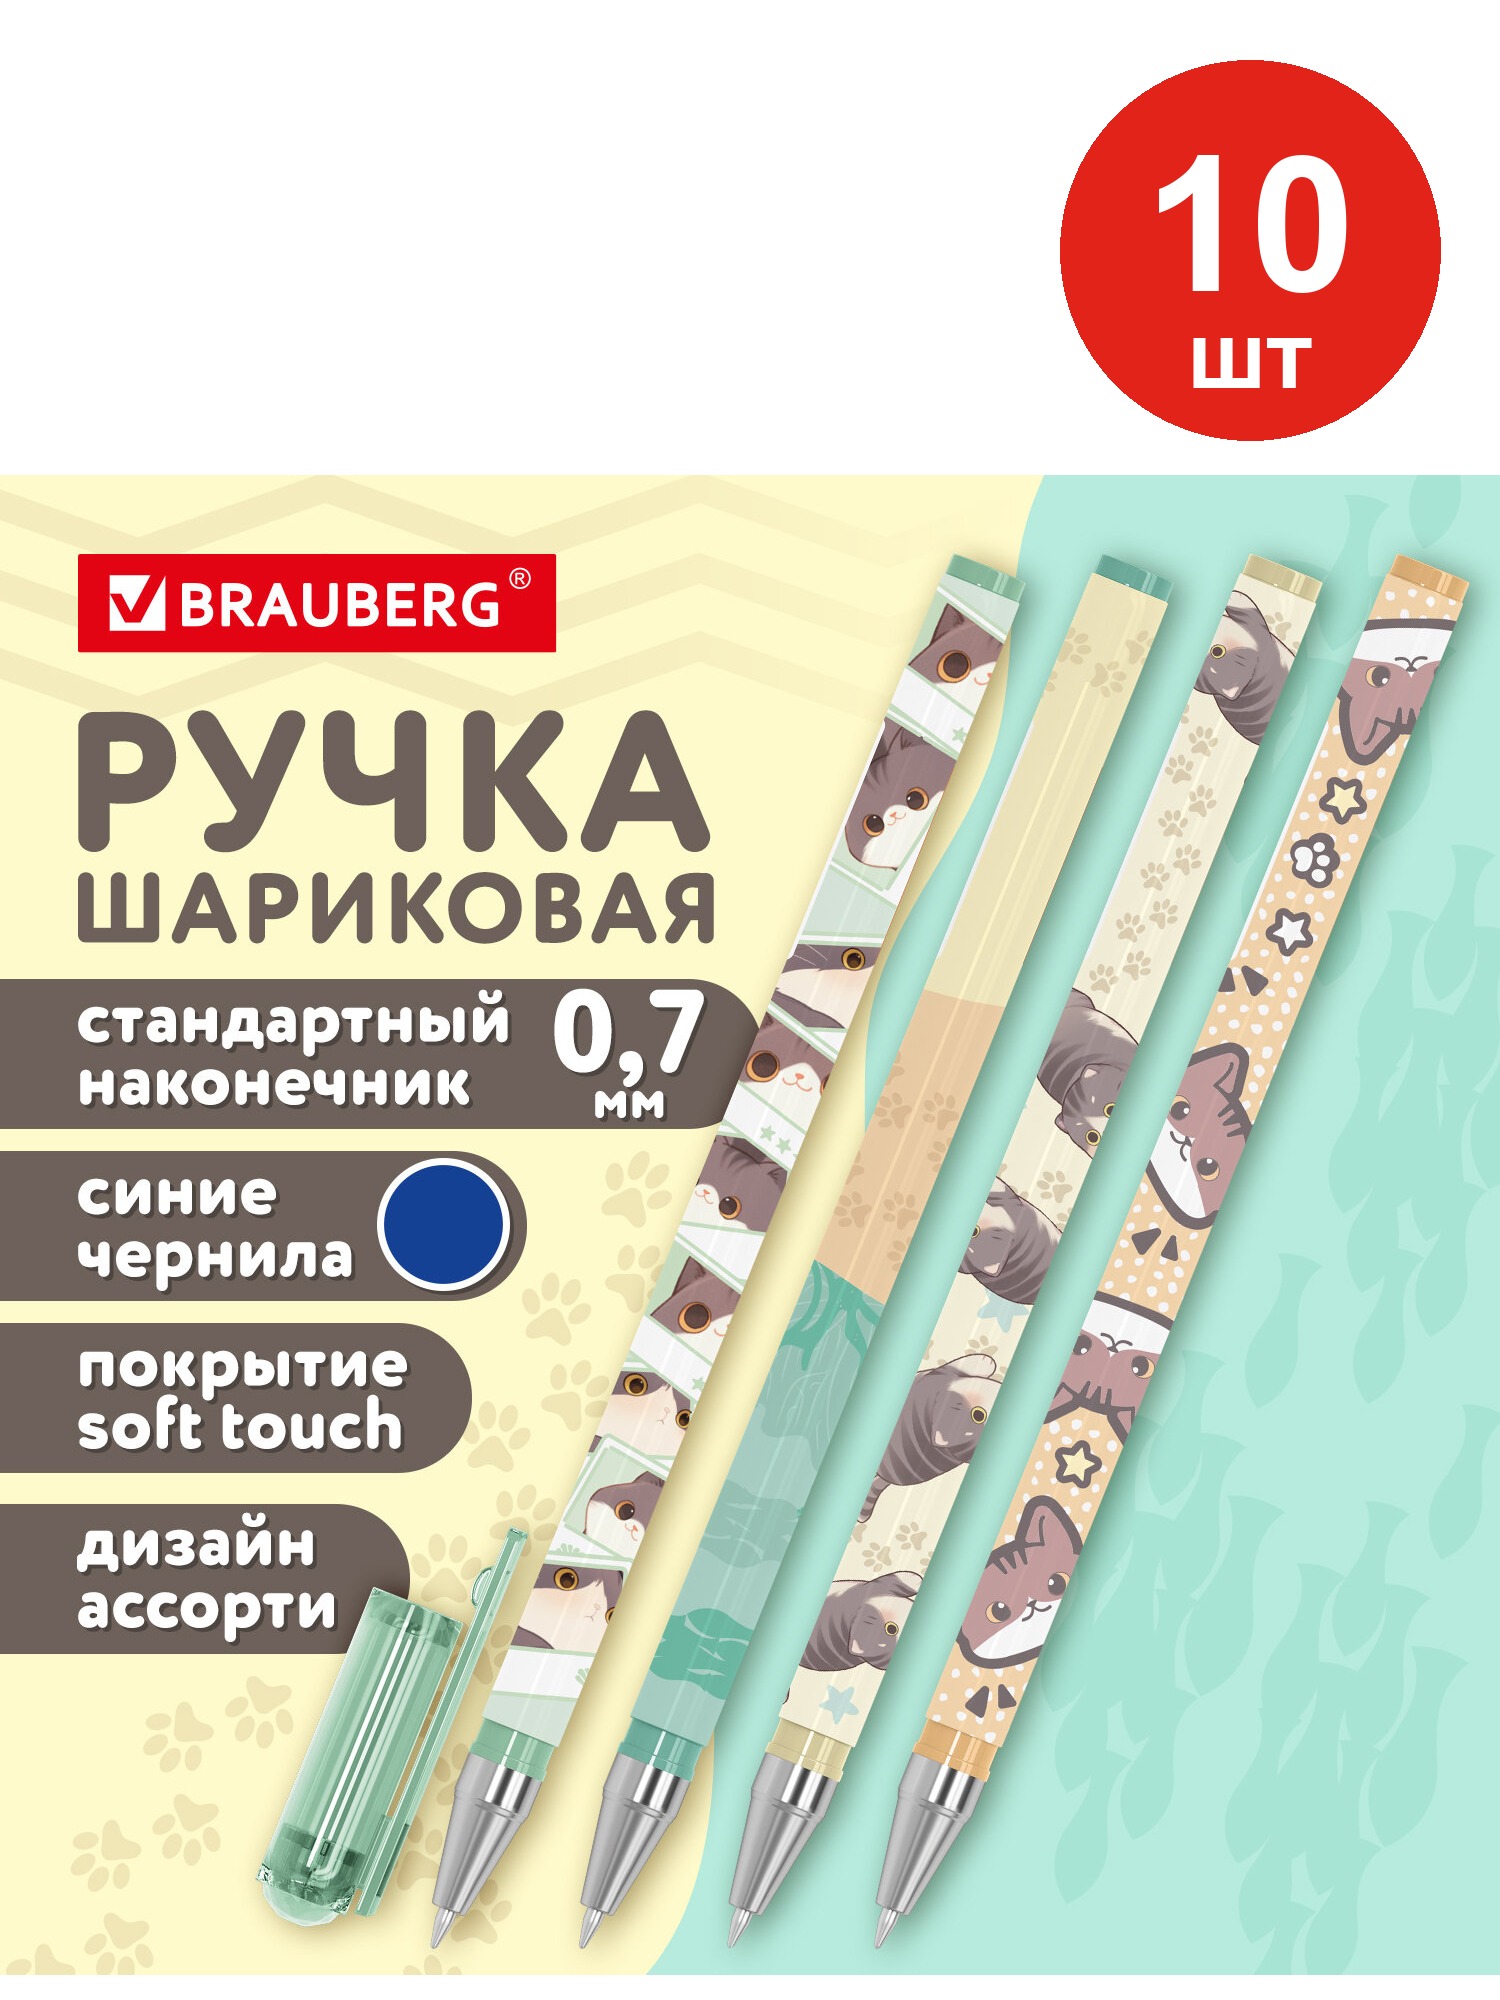 10
шт
BRAUBERG®
РУЧКА
ШАРИКОВАЯ
стандартный
наконечник
0,7
мм
синие
чернила
покрытие
soft touch
дизайн
ассорти